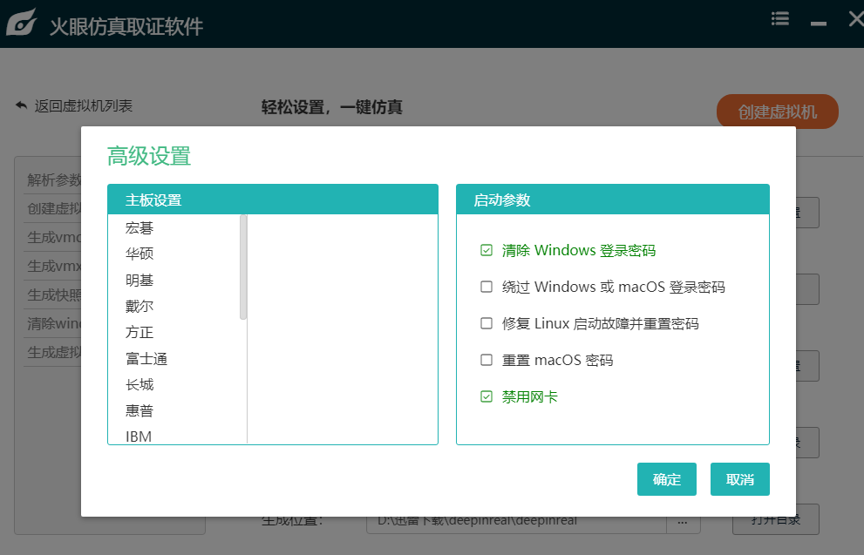 火眼仿真取证软件
返回虚拟机列表
轻松设置，一键仿真
创建虚拟机
高级设置
解析参数
创建虚拟
生成vmd
生成vmx
生成快照
清除wind
生成虚拟
主板设置
宏碁
华硕
明基
戴尔
方正
富士通
长城
惠普
IBM
启动参数
清除 Windows 登录密码
绕过 Windows 或 macOS 登录密码
修复 Linux 启动故障并重置密码
重置 macOS 密码
禁用网卡
确定
取消
生成位置：
D:\迅雷下载\deepinreal\deepinreal
...
打开目录